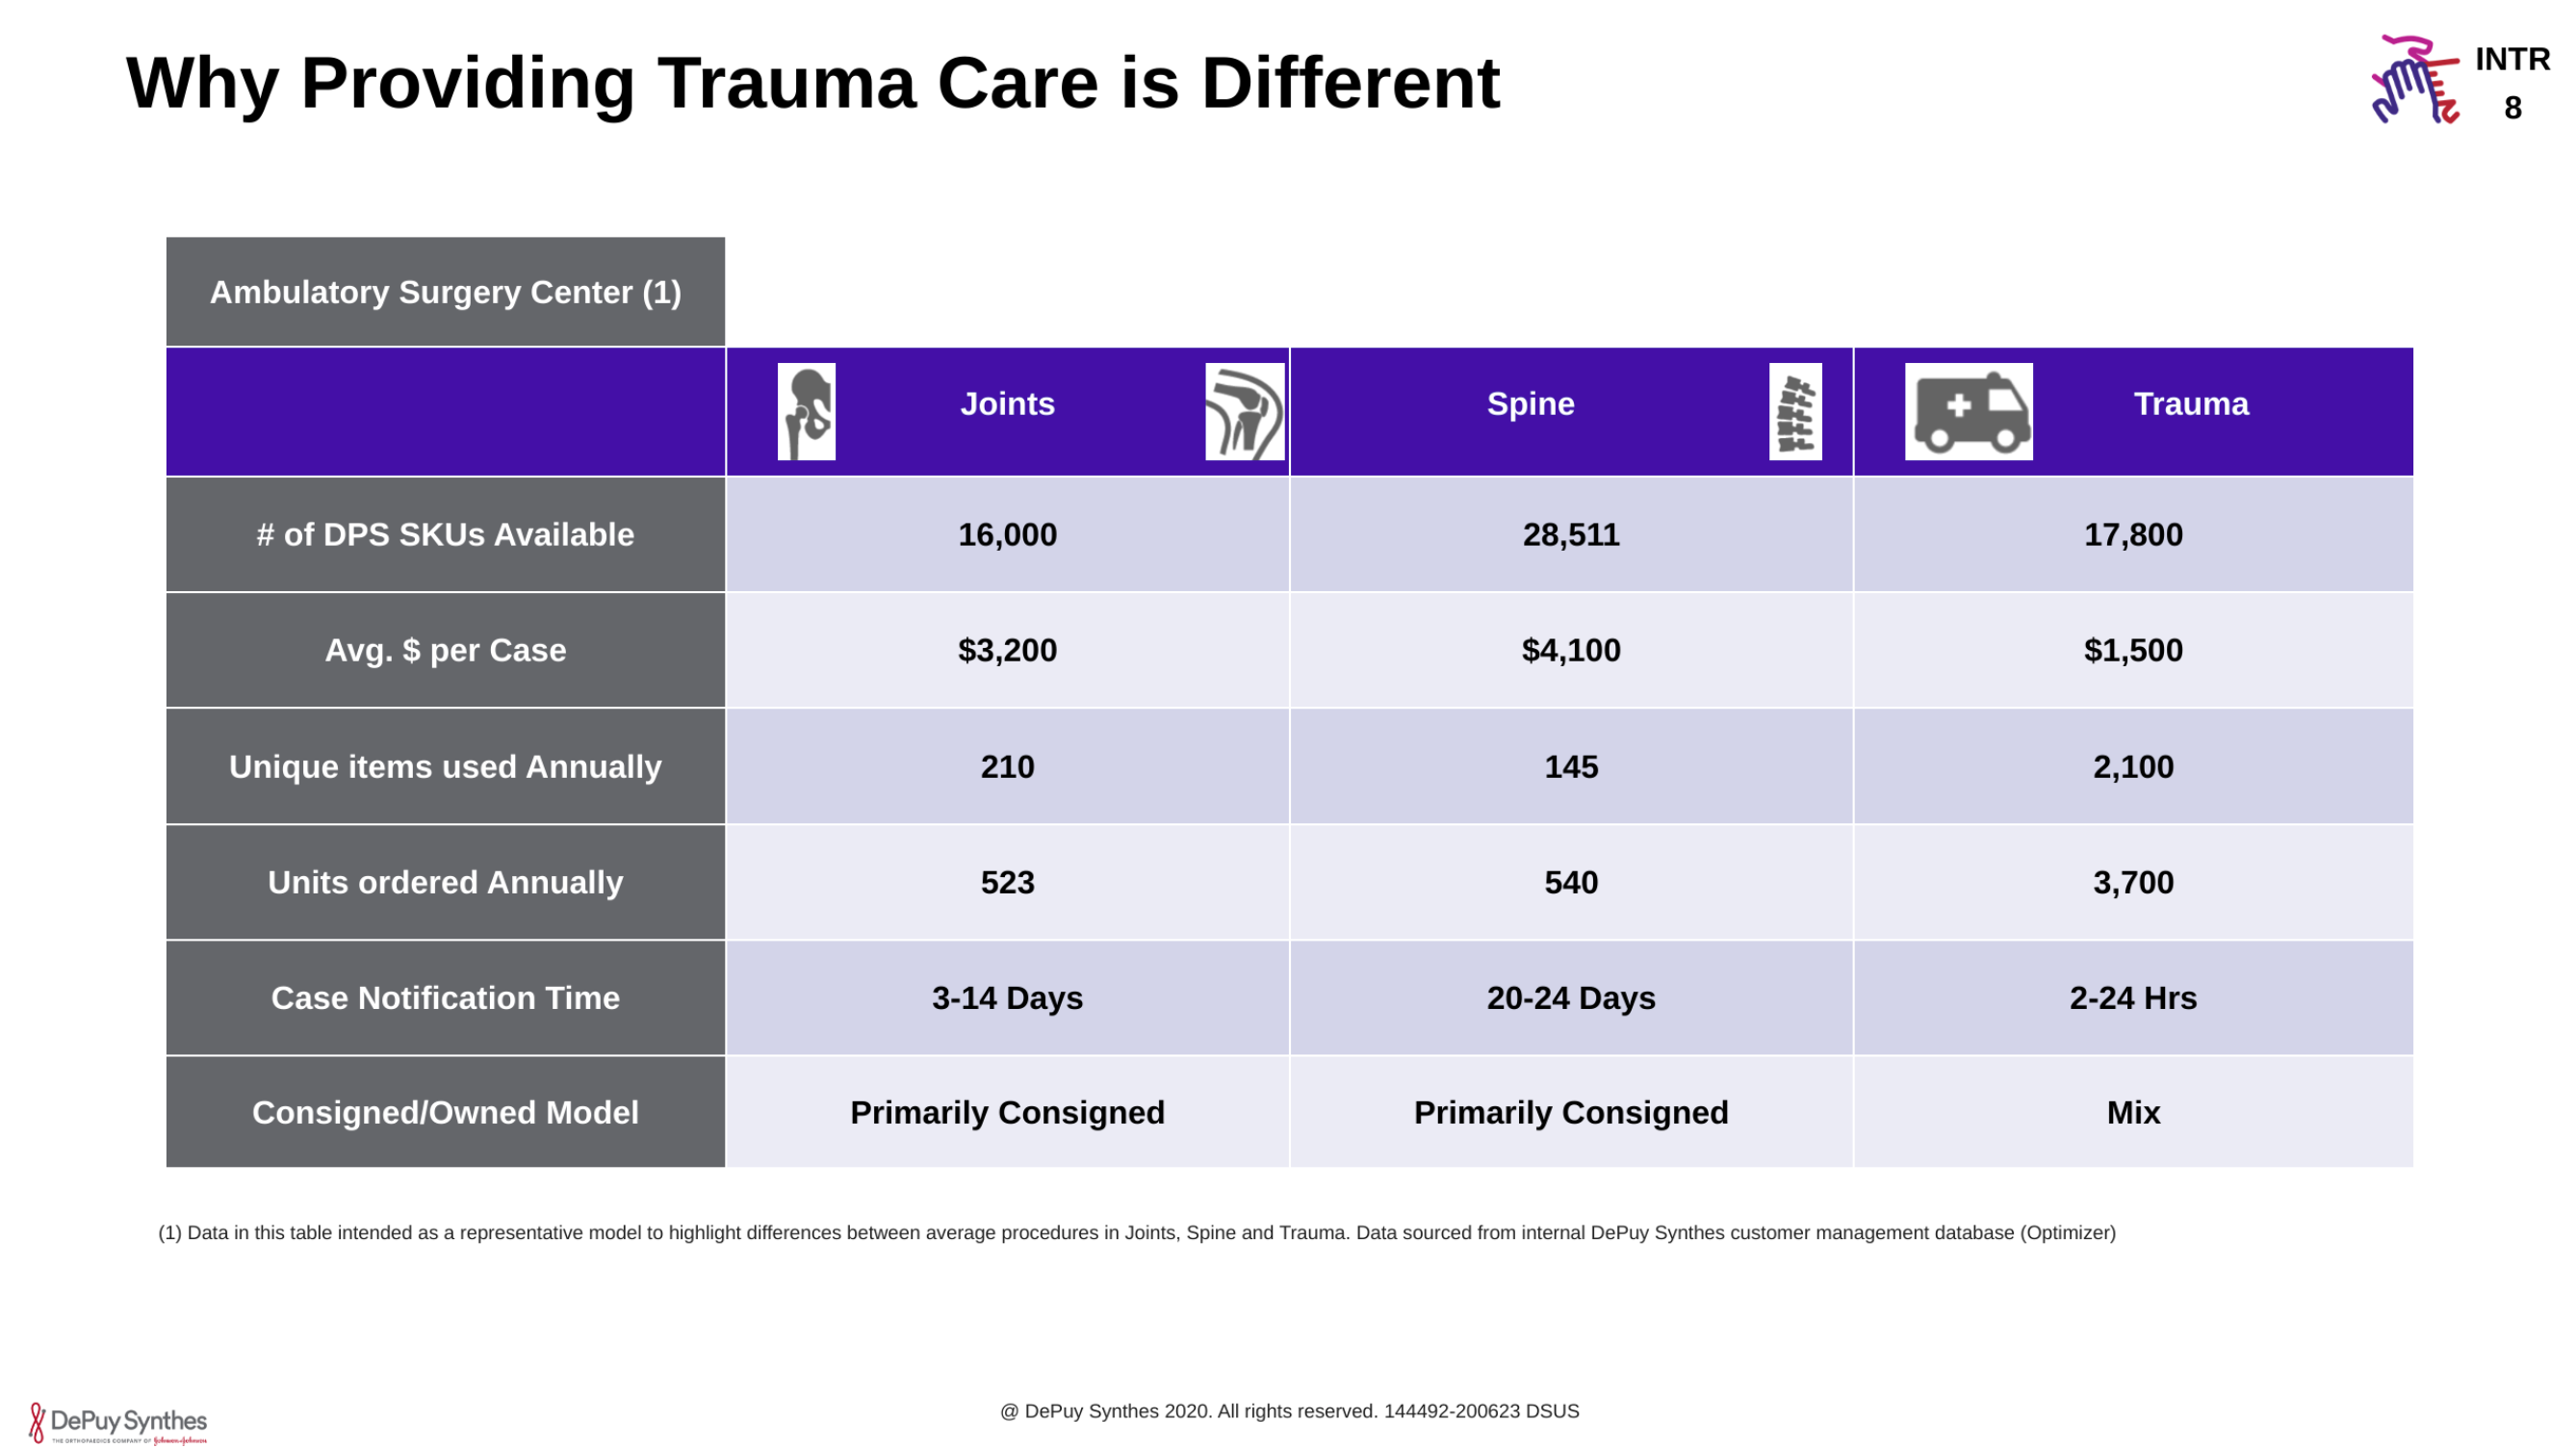 Why Providing Trauma Care is Different
INTR
8
Ambulatory Surgery Center (1)
Joints Spine Trauma
# of DPS SKUs Available 16,000 28,511 17,800
Avg. $ per Case $3,200 $4,100 $1,500
Unique items used Annually 210 145 2,100
Units ordered Annually 523 540 3,700
Case Notification Time 3-14 Days 20-24 Days 2-24 Hrs
Consigned/Owned Model Primarily Consigned Primarily Consigned Mix
(1) Data in this table intended as a representative model to highlight differences between average procedures in Joints, Spine and Trauma. Data sourced from internal DePuy Synthes customer management database (Optimizer)
@ DePuy Synthes 2020. All rights reserved. 144492-200623 DSUS
DePuy Synthes
THE ORTHOPAEDICS COMPANY OF Johnson & Johnson